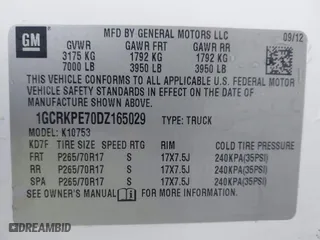 GM
MFD BY GENERAL MOTORS LLC
09/12
GVWR GAWR FRT GAWR RR
3175 KG 1792 KG 1792 KG
7000 LB 3950 LB 3950 LB
THIS VEHICLE CONFORMS TO ALL APPLICABLE U.S. FEDERAL MOTOR
VEHICLE SAFETY STANDARDS IN EFFECT ON THE DATE OF
MANUFACTURE SHOWN ABOVE.
1GCRKPE70DZ165029 TYPE: TRUCK
MODEL: K10753
KD7F TIRE SIZE SPEED RTG RIM COLD TIRE PRESSURE
FRT P265/70R17 S 17X7.5J 240KPA(35PSI)
RR P265/70R17 S 17X7.5J 240KPA(35PSI)
SPA P265/70R17 S 17X7.5J 240KPA(35PSI)
SEE OWNER'S MANUAL FOR ADDITIONAL INFORMATION.
AUTOBIDMASTER